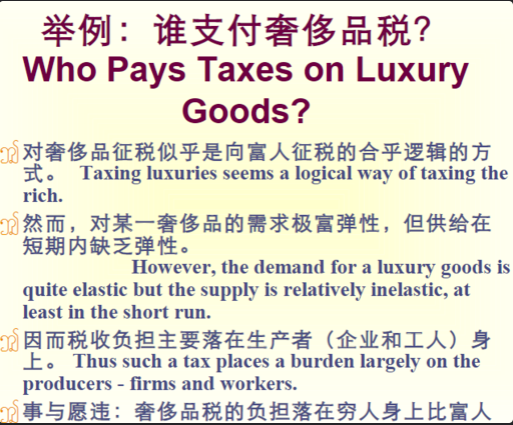 举例：谁支付奢侈品税？
Who Pays Taxes on Luxury
Goods?
对奢侈品征税似乎是向富人征税的合乎逻辑的方
式。 Taxing luxuries seems a logical way of taxing the
rich.
然而，对某一奢侈品的需求极富弹性，但供给在
短期内缺乏弹性。
However, the demand for a luxury goods is
quite elastic but the supply is relatively inelastic, at
least in the short run.
因而税收负担主要落在生产者（企业和工人）身
上。 Thus such a tax places a burden largely on the
producers - firms and workers.
事与愿违：奢侈品税的负担落在穷人身上比富人